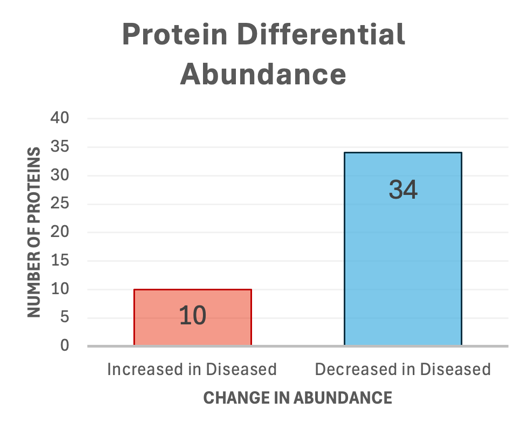 Protein Differential
Abundance
NUMBER OF PROTEINS
40
35
30
25
20
15
10
5
0
10
34
Increased in Diseased
Decreased in Diseased
CHANGE IN ABUNDANCE